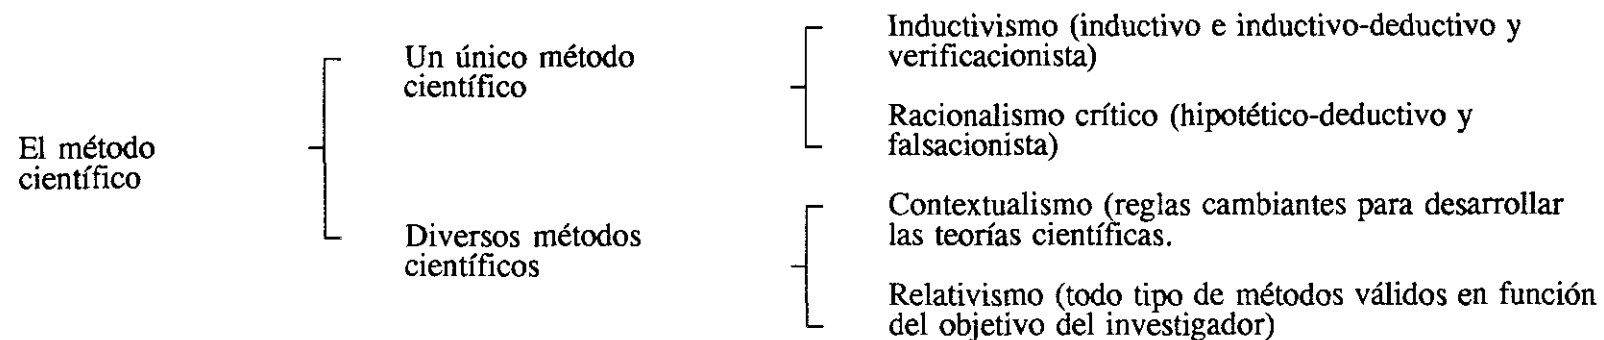 El método
científico
Un único método
científico
Inductivismo (inductivo e inductivo-deductivo y
verificacionista)
Racionalismo crítico (hipotético-deductivo y
falsacionista)
Diversos métodos
científicos
Contextualismo (reglas cambiantes para desarrollar
las teorías científicas.
Relativismo (todo tipo de métodos válidos en función
del objetivo del investigador)